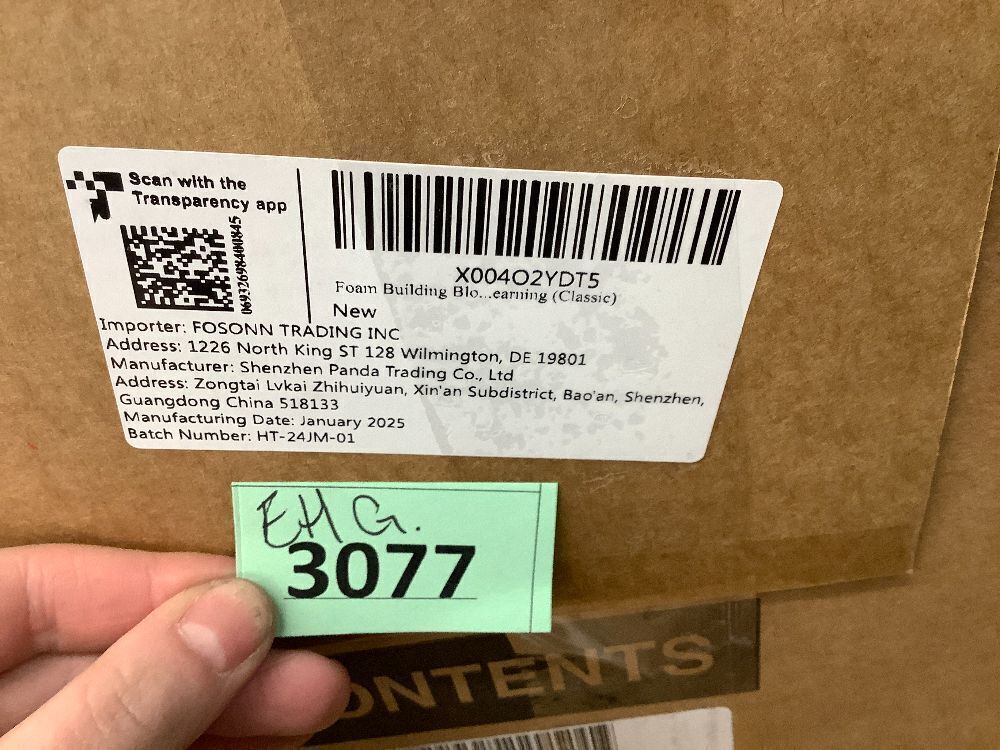 Scan with the
Transparency app
06932698400845
X004O2YDT5
Foam Building Blo...earning (Classic)
New
Importer: FOSONN TRADING INC
Address: 1226 North King ST 128 Wilmington, DE 19801
Manufacturer: Shenzhen Panda Trading Co., Ltd
Address: Zongtai Lvkai Zhihuiyuan, Xin'an Subdistrict, Bao'an, Shenzhen,
Guangdong China 518133
Manufacturing Date: January 2025
Batch Number: HT-24JM-01
EHG.
3077
ONTENTS